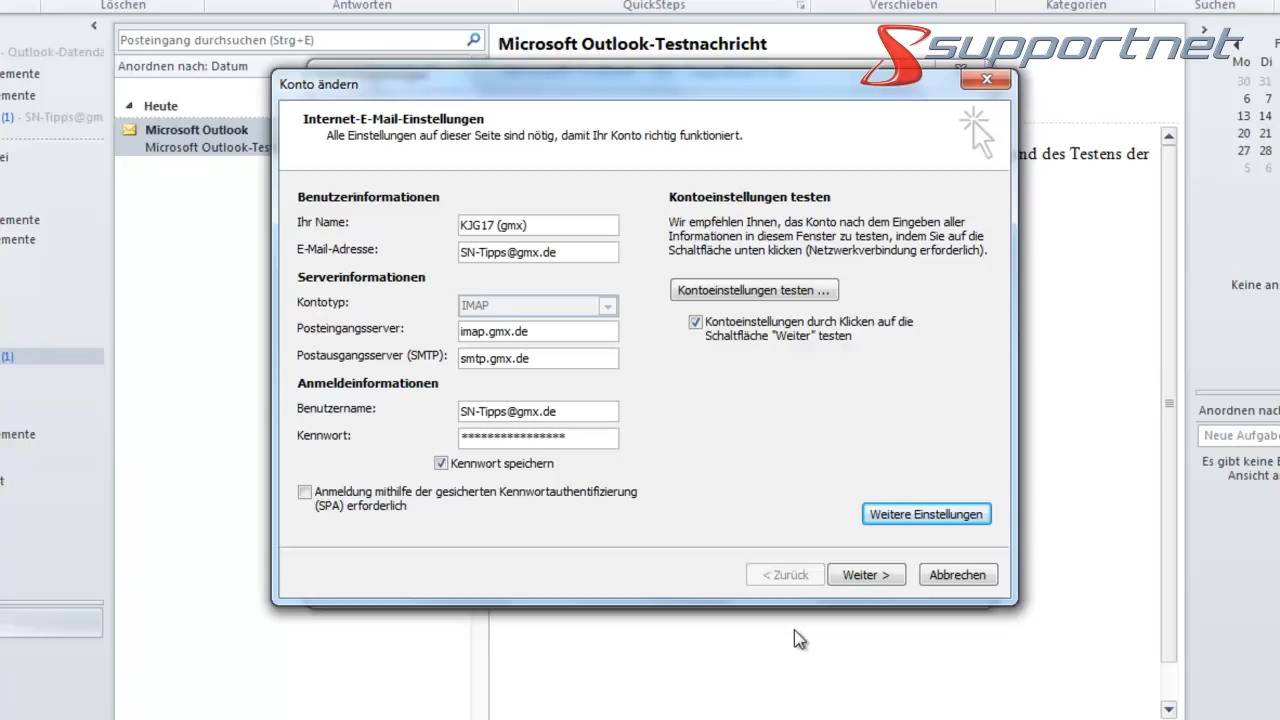 Löschen
Antworten
QuickSteps
Verschieben
Kategorien
Suchen
- Outlook-Datenda
Posteingang durchsuchen (Strg+E)
Microsoft Outlook-Testnachricht
supportnet
Anordnen nach: Datum
emente
mente
(1) - SN-Tipps@gm
ei
emente
emente
(1)
emente
t
Heute
Microsoft Outlook
Microsoft Outlook-Tes
Konto ändern
Internet-E-Mail-Einstellungen
Alle Einstellungen auf dieser Seite sind nötig, damit Ihr Konto richtig funktioniert.
Benutzerinformationen
Ihr Name:
KJG17 (gmx)
E-Mail-Adresse:
SN-Tipps@gmx.de
Serverinformationen
Kontotyp:
IMAP
Posteingangsserver:
imap.gmx.de
Postausgangsserver (SMTP):
smtp.gmx.de
Anmeldeinformationen
Benutzername:
SN-Tipps@gmx.de
Kennwort:
****************
Kennwort speichern
Anmeldung mithilfe der gesicherten Kennwortauthentifizierung
(SPA) erforderlich
Kontoeinstellungen testen
Wir empfehlen Ihnen, das Konto nach dem Eingeben aller
Informationen in diesem Fenster zu testen, indem Sie auf die
Schaltfläche unten klicken (Netzwerkverbindung erforderlich).
Kontoeinstellungen testen ...
Kontoeinstellungen durch Klicken auf die
Schaltfläche "Weiter" testen
Weitere Einstellungen
< Zurück
Weiter >
Abbrechen
nd des Testens der
F
Mo Di
30 31
6 7
13 14
20 21
27 28
5 6
Keine an
Anordnen nach
Neue Aufgabe
Es gibt keine E
Ansicht a